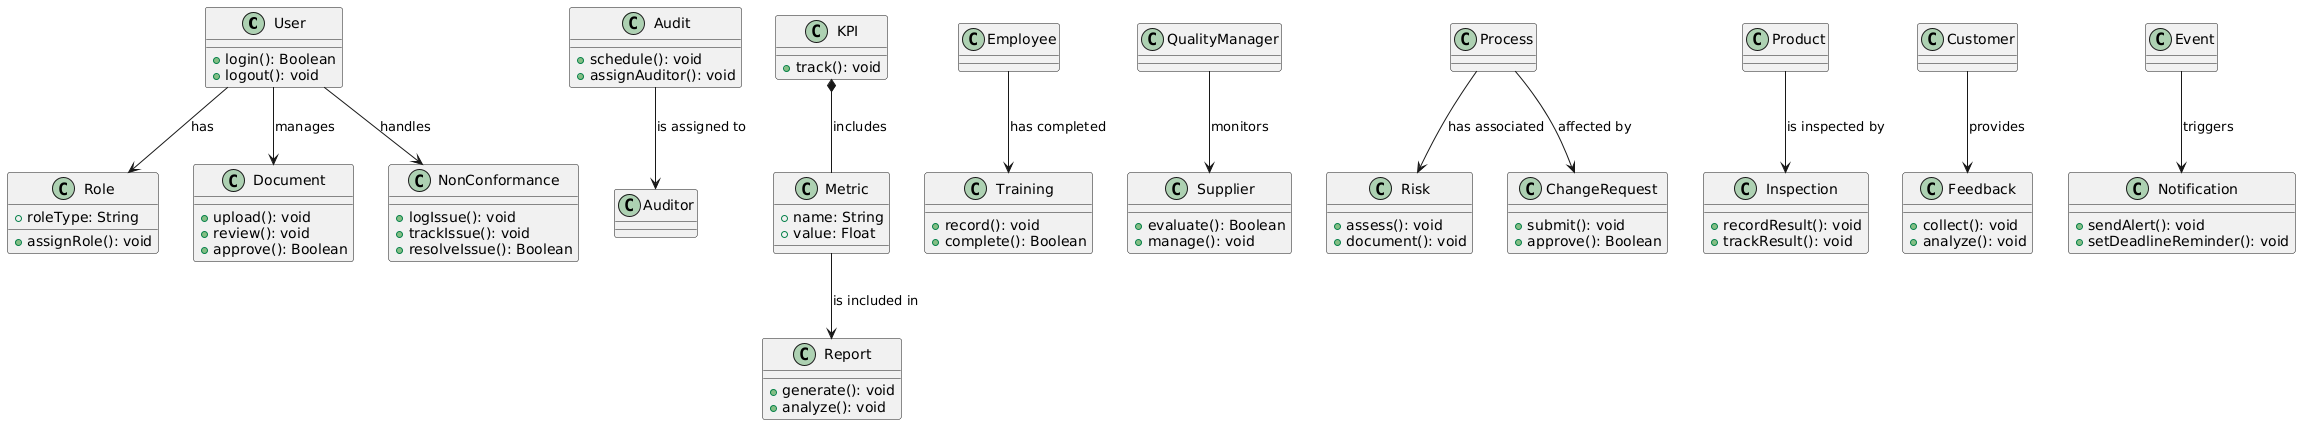 C User
login(): Boolean
logout(): void
C Audit
schedule(): void
assignAuditor(): void
C KPI
track(): void
C Employee
C QualityManager
C Process
C Product
C Customer
C Event
has
manages
handles
is assigned to
includes
has completed
monitors
has associated
affected by
is inspected by
provides
triggers
C Role
roleType: String
assignRole(): void
C Document
upload(): void
review(): void
approve(): Boolean
C NonConformance
logIssue(): void
trackIssue(): void
resolveIssue(): Boolean
C Auditor
C Metric
name: String
value: Float
C Training
record(): void
complete(): Boolean
C Supplier
evaluate(): Boolean
manage(): void
C Risk
assess(): void
document(): void
C ChangeRequest
submit(): void
approve(): Boolean
C Inspection
recordResult(): void
trackResult(): void
C Feedback
collect(): void
analyze(): void
C Notification
sendAlert(): void
setDeadlineReminder(): void
is included in
C Report
generate(): void
analyze(): void